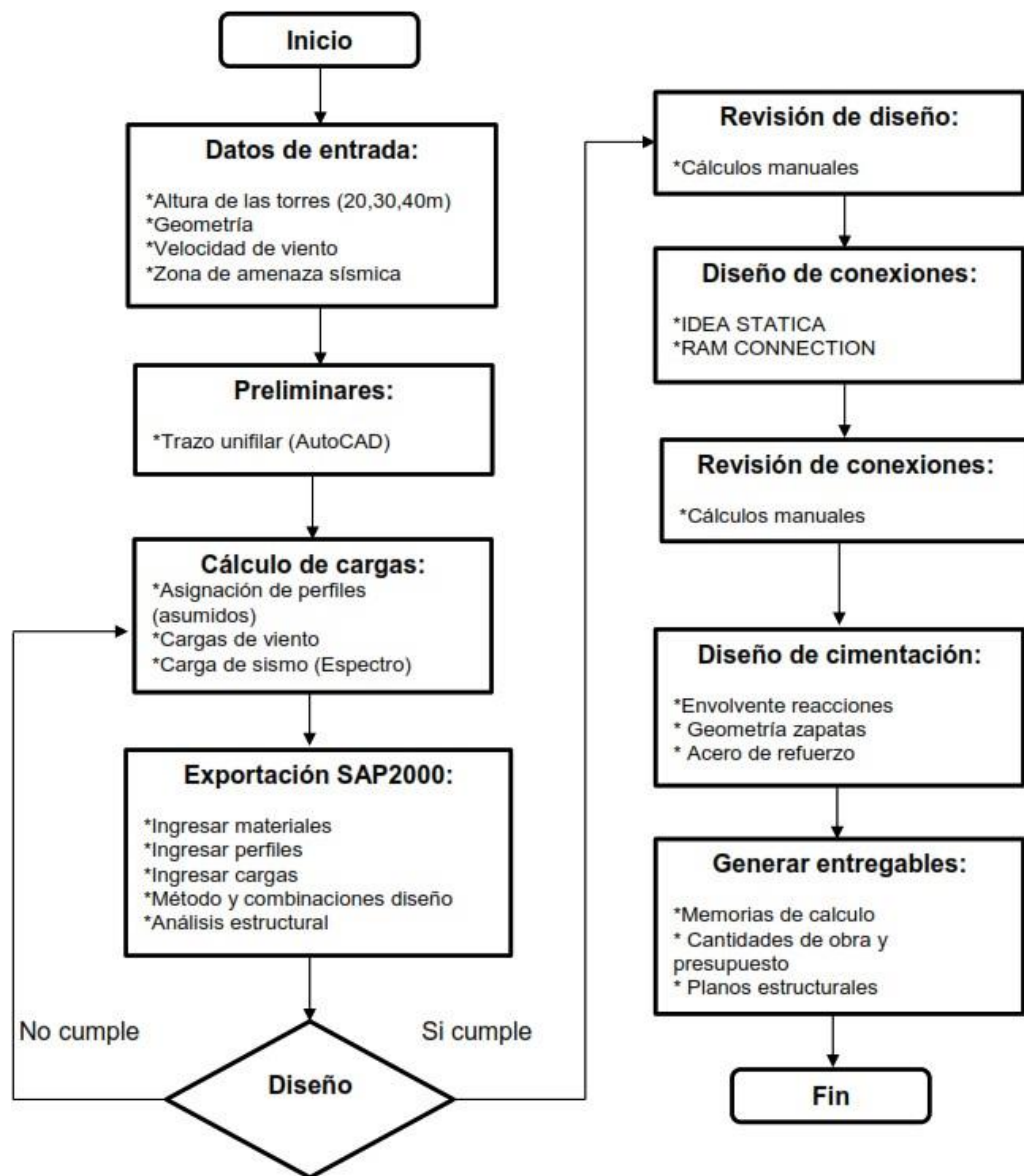 Inicio
Datos de entrada:
*Altura de las torres (20,30,40m)
*Geometría
*Velocidad de viento
*Zona de amenaza sísmica
Preliminares:
*Trazo unifilar (AutoCAD)
Cálculo de cargas:
*Asignación de perfiles
(asumidos)
*Cargas de viento
*Carga de sismo (Espectro)
Exportación SAP2000:
*Ingresar materiales
*Ingresar perfiles
*Ingresar cargas
*Método y combinaciones diseño
*Análisis estructural
No cumple
Si cumple
Diseño
Revisión de diseño:
*Cálculos manuales
Diseño de conexiones:
*IDEA STATICA
*RAM CONNECTION
Revisión de conexiones:
*Cálculos manuales
Diseño de cimentación:
*Envolvente reacciones
* Geometría zapatas
* Acero de refuerzo
Generar entregables:
*Memorias de calculo
* Cantidades de obra y
presupuesto
* Planos estructurales
Fin